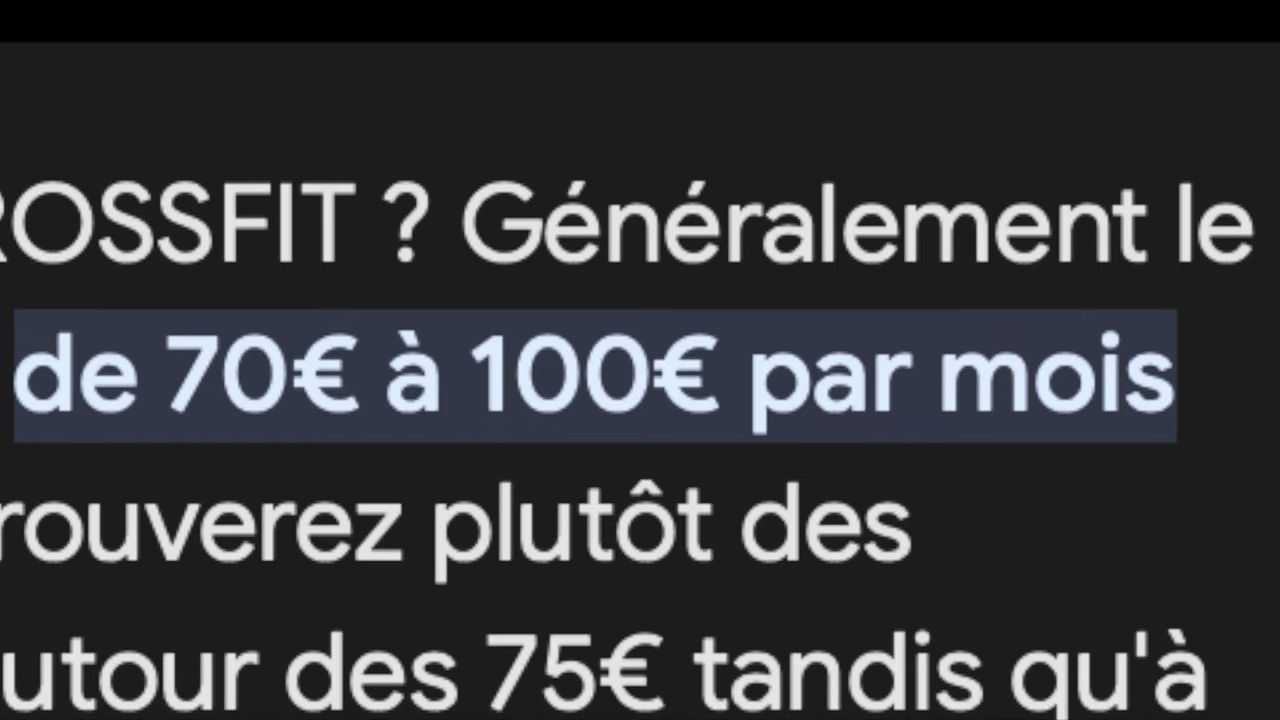 ROSSFIT ? Généralement le
de 70€ à 100€ par mois
rouverez plutôt des
utour des 75€ tandis qu'à